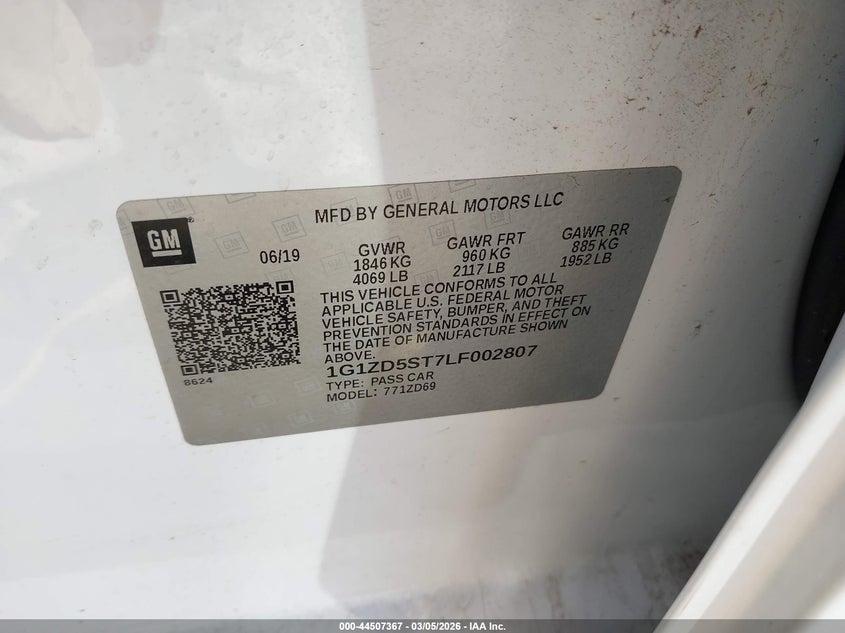 GM
MFD BY GENERAL MOTORS LLC
06/19
GVWR
1846 KG
4069 LB
GAWR FRT
960 KG
2117 LB
GAWR RR
885 KG
1952 LB
THIS VEHICLE CONFORMS TO ALL
APPLICABLE U.S. FEDERAL MOTOR
VEHICLE SAFETY, BUMPER, AND THEFT
PREVENTION STANDARDS IN EFFECT ON
THE DATE OF MANUFACTURE SHOWN
ABOVE.
1G1ZD5ST7LF002807
TYPE: PASS CAR
MODEL: 771ZD69
8624
000-44507367 - 03/05/2026 - IAA Inc.